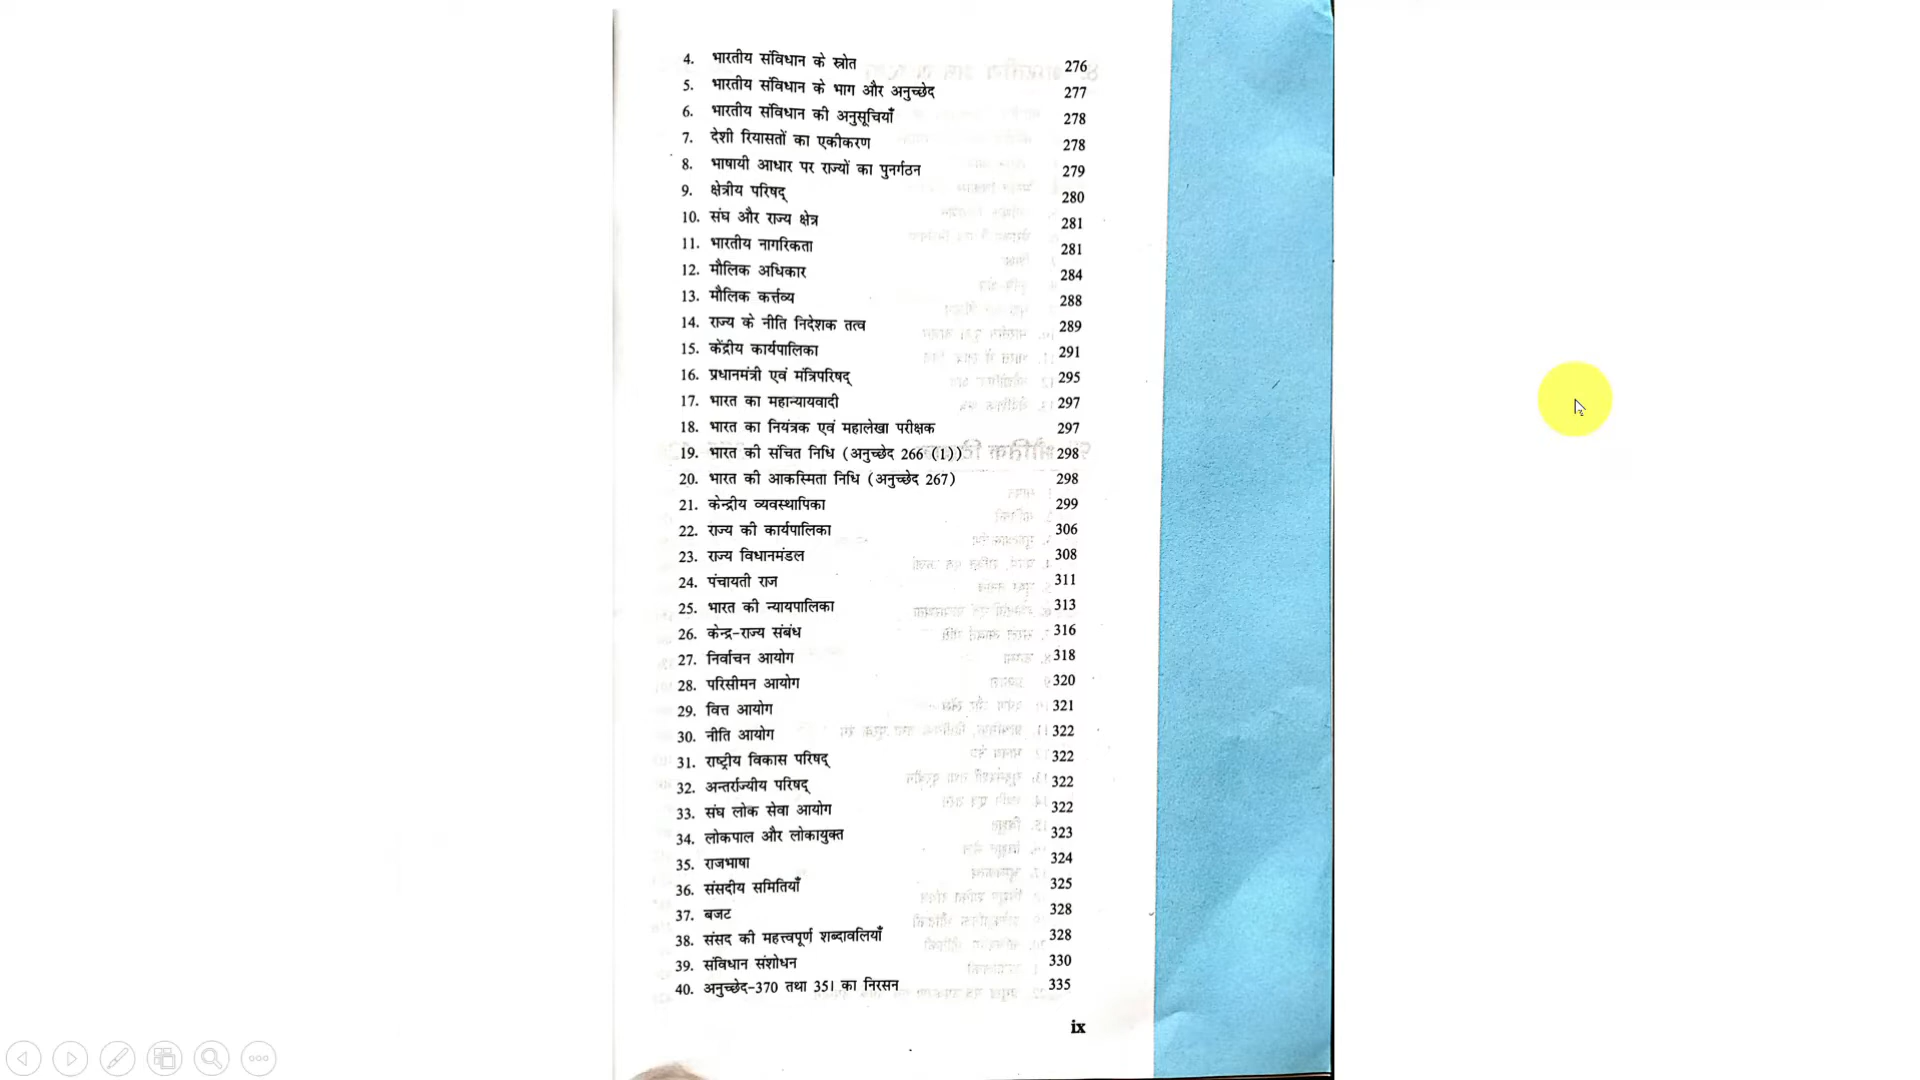 4. भारतीय संविधान के स्रोत 276
5. भारतीय संविधान के भाग और अनुच्छेद 277
6. भारतीय संविधान की अनुसूचियाँ 278
7. देशी रियासतों का एकीकरण 278
8. भाषायी आधार पर राज्यों का पुनर्गठन 279
9. क्षेत्रीय परिषद् 280
10. संघ और राज्य क्षेत्र 281
11. भारतीय नागरिकता 281
12. मौलिक अधिकार 284
13. मौलिक कर्त्तव्य 288
14. राज्य के नीति निदेशक तत्व 289
15. केंद्रीय कार्यपालिका 291
16. प्रधानमंत्री एवं मंत्रिपरिषद् 295
17. भारत का महान्यायवादी 297
18. भारत का नियंत्रक एवं महालेखा परीक्षक 297
19. भारत की संचित निधि (अनुच्छेद 266 (1)) 298
20. भारत की आकस्मिता निधि (अनुच्छेद 267) 298
21. केन्द्रीय व्यवस्थापिका 299
22. राज्य की कार्यपालिका 306
23. राज्य विधानमंडल 308
24. पंचायती राज 311
25. भारत की न्यायपालिका 313
26. केन्द्र-राज्य संबंध 316
27. निर्वाचन आयोग 318
28. परिसीमन आयोग 320
29. वित्त आयोग 321
30. नीति आयोग 322
31. राष्ट्रीय विकास परिषद् 322
32. अन्तर्राज्यीय परिषद् 322
33. संघ लोक सेवा आयोग 322
34. लोकपाल और लोकायुक्त 323
35. राजभाषा 324
36. संसदीय समितियाँ 325
37. बजट 328
38. संसद की महत्त्वपूर्ण शब्दावलियाँ 328
39. संविधान संशोधन 330
40. अनुच्छेद-370 तथा 35। का निरसन 335
ix